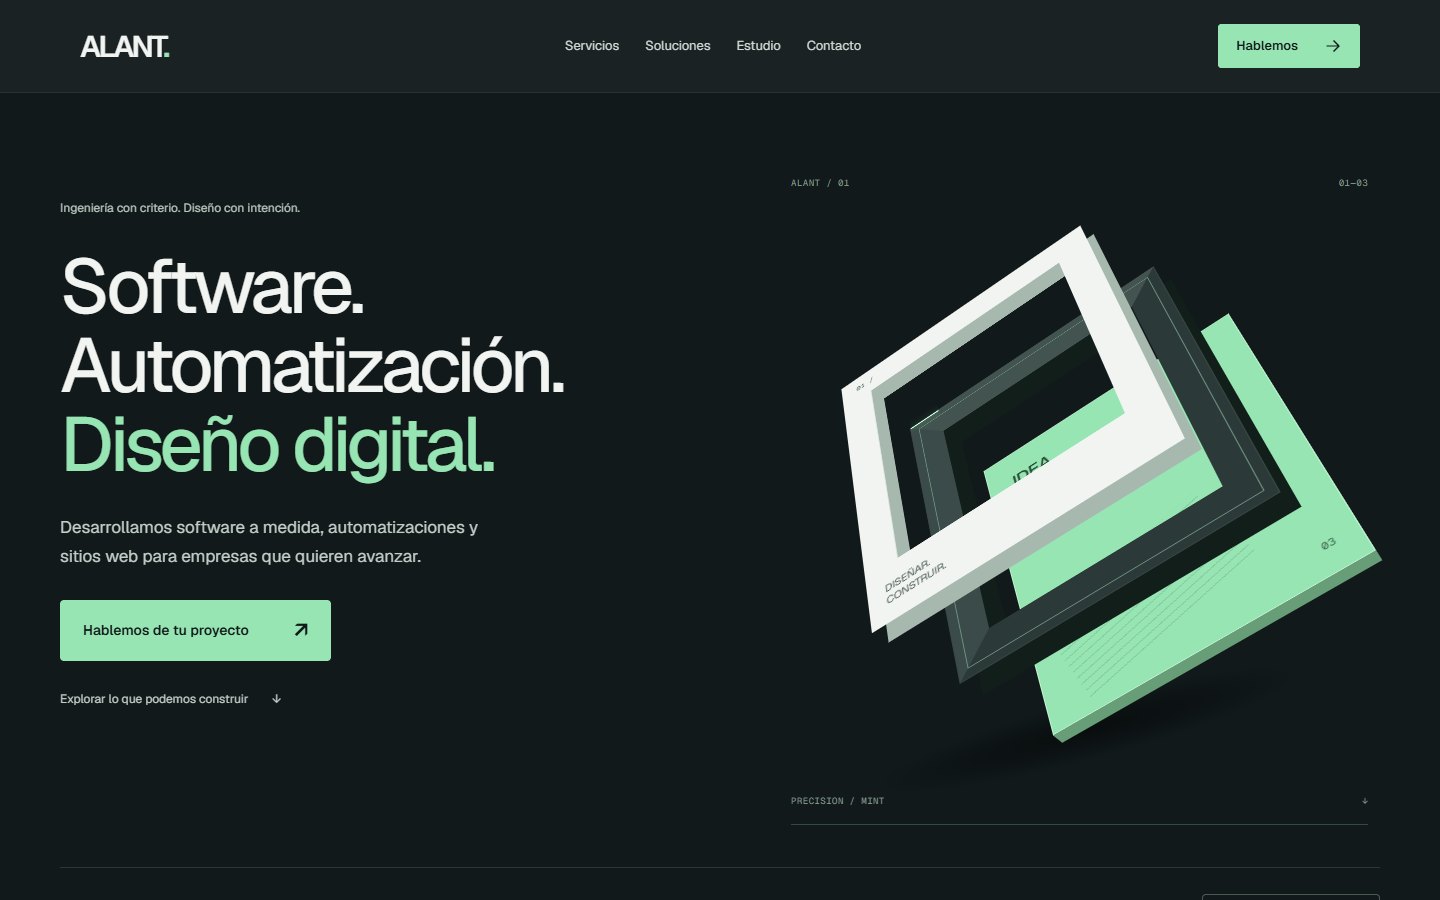 ALANT.
Servicios
Soluciones
Estudio
Contacto
Hablemos →
ALANT / 01
01—03
Ingeniería con criterio. Diseño con intención.
Software.
Automatización.
Diseño digital.
Desarrollamos software a medida, automatizaciones y
sitios web para empresas que quieren avanzar.
Hablemos de tu proyecto
Explorar lo que podemos construir ↓
01 /
IDEA
DISEÑAR.
CONSTRUIR.
03
PRECISION / MINT
↓